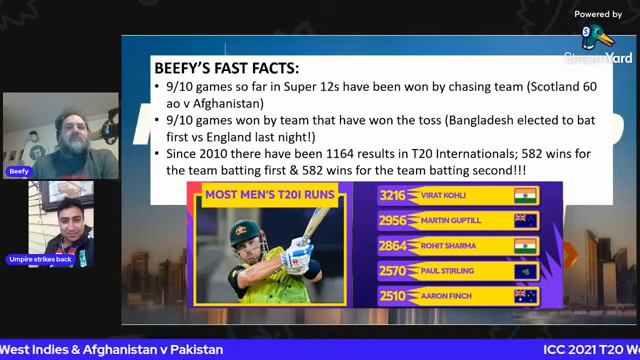 Powered by
StreamYard
BEEFY'S FAST FACTS:
• 9/10 games so far in Super 12s have been won by chasing team (Scotland 60
ao v Afghanistan)
• 9/10 games won by team that have won the toss (Bangladesh elected to bat
first vs England last night!)
• Since 2010 there have been 1164 results in T20 Internationals; 582 wins for
the team batting first & 582 wins for the team batting second!!!
MOST MEN'S T20I RUNS
3216 VIRAT KOHLI
2956 MARTIN GUPTILL
2864 ROHIT SHARMA
2570 PAUL STIRLING
2510 AARON FINCH
Beefy
Umpire strikes back
West Indies & Afghanistan v Pakistan
ICC 2021 T20 Wo